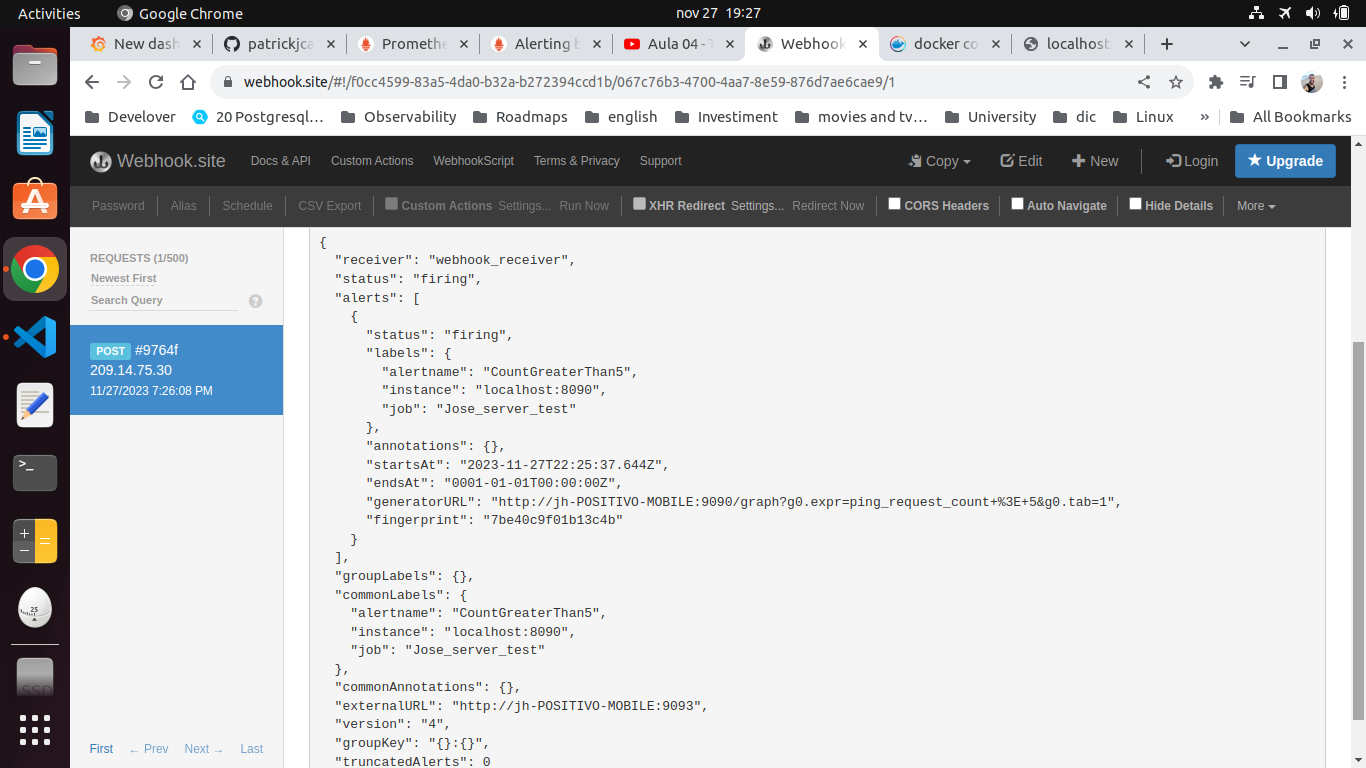 Activities Google Chrome nov 27 19:27
New dash patrickjca Promethe Alerting b Aula 04 - T Webhook docker co localhost:
webhook.site/#!/f0cc4599-83a5-4da0-b32a-b272394ccd1b/067c76b3-4700-4aa7-8e59-876d7ae6cae9/1
Develover 20 Postgresql… Observability Roadmaps english Investiment movies and tv… University dic Linux » All Bookmarks
Webhook.site Docs & API Custom Actions WebhookScript Terms & Privacy Support Copy Edit New Login Upgrade
Password Alias Schedule CSV Export Custom Actions Settings... Run Now XHR Redirect Settings... Redirect Now CORS Headers Auto Navigate Hide Details More
REQUESTS (1/500)
Newest First
Search Query ?
POST #9764f
209.14.75.30
11/27/2023 7:26:08 PM
First ← Prev Next → Last
{
"receiver": "webhook_receiver",
"status": "firing",
"alerts": [
{
"status": "firing",
"labels": {
"alertname": "CountGreaterThan5",
"instance": "localhost:8090",
"job": "Jose_server_test"
},
"annotations": {},
"startsAt": "2023-11-27T22:25:37.644Z",
"endsAt": "0001-01-01T00:00:00Z",
"generatorURL": "http://jh-POSITIVO-MOBILE:9090/graph?g0.expr=ping_request_count+%3E+5&g0.tab=1",
"fingerprint": "7be40c9f01b13c4b"
}
],
"groupLabels": {},
"commonLabels": {
"alertname": "CountGreaterThan5",
"instance": "localhost:8090",
"job": "Jose_server_test"
},
"commonAnnotations": {},
"externalURL": "http://jh-POSITIVO-MOBILE:9093",
"version": "4",
"groupKey": "{}:{}",
"truncatedAlerts": 0
25
SSD